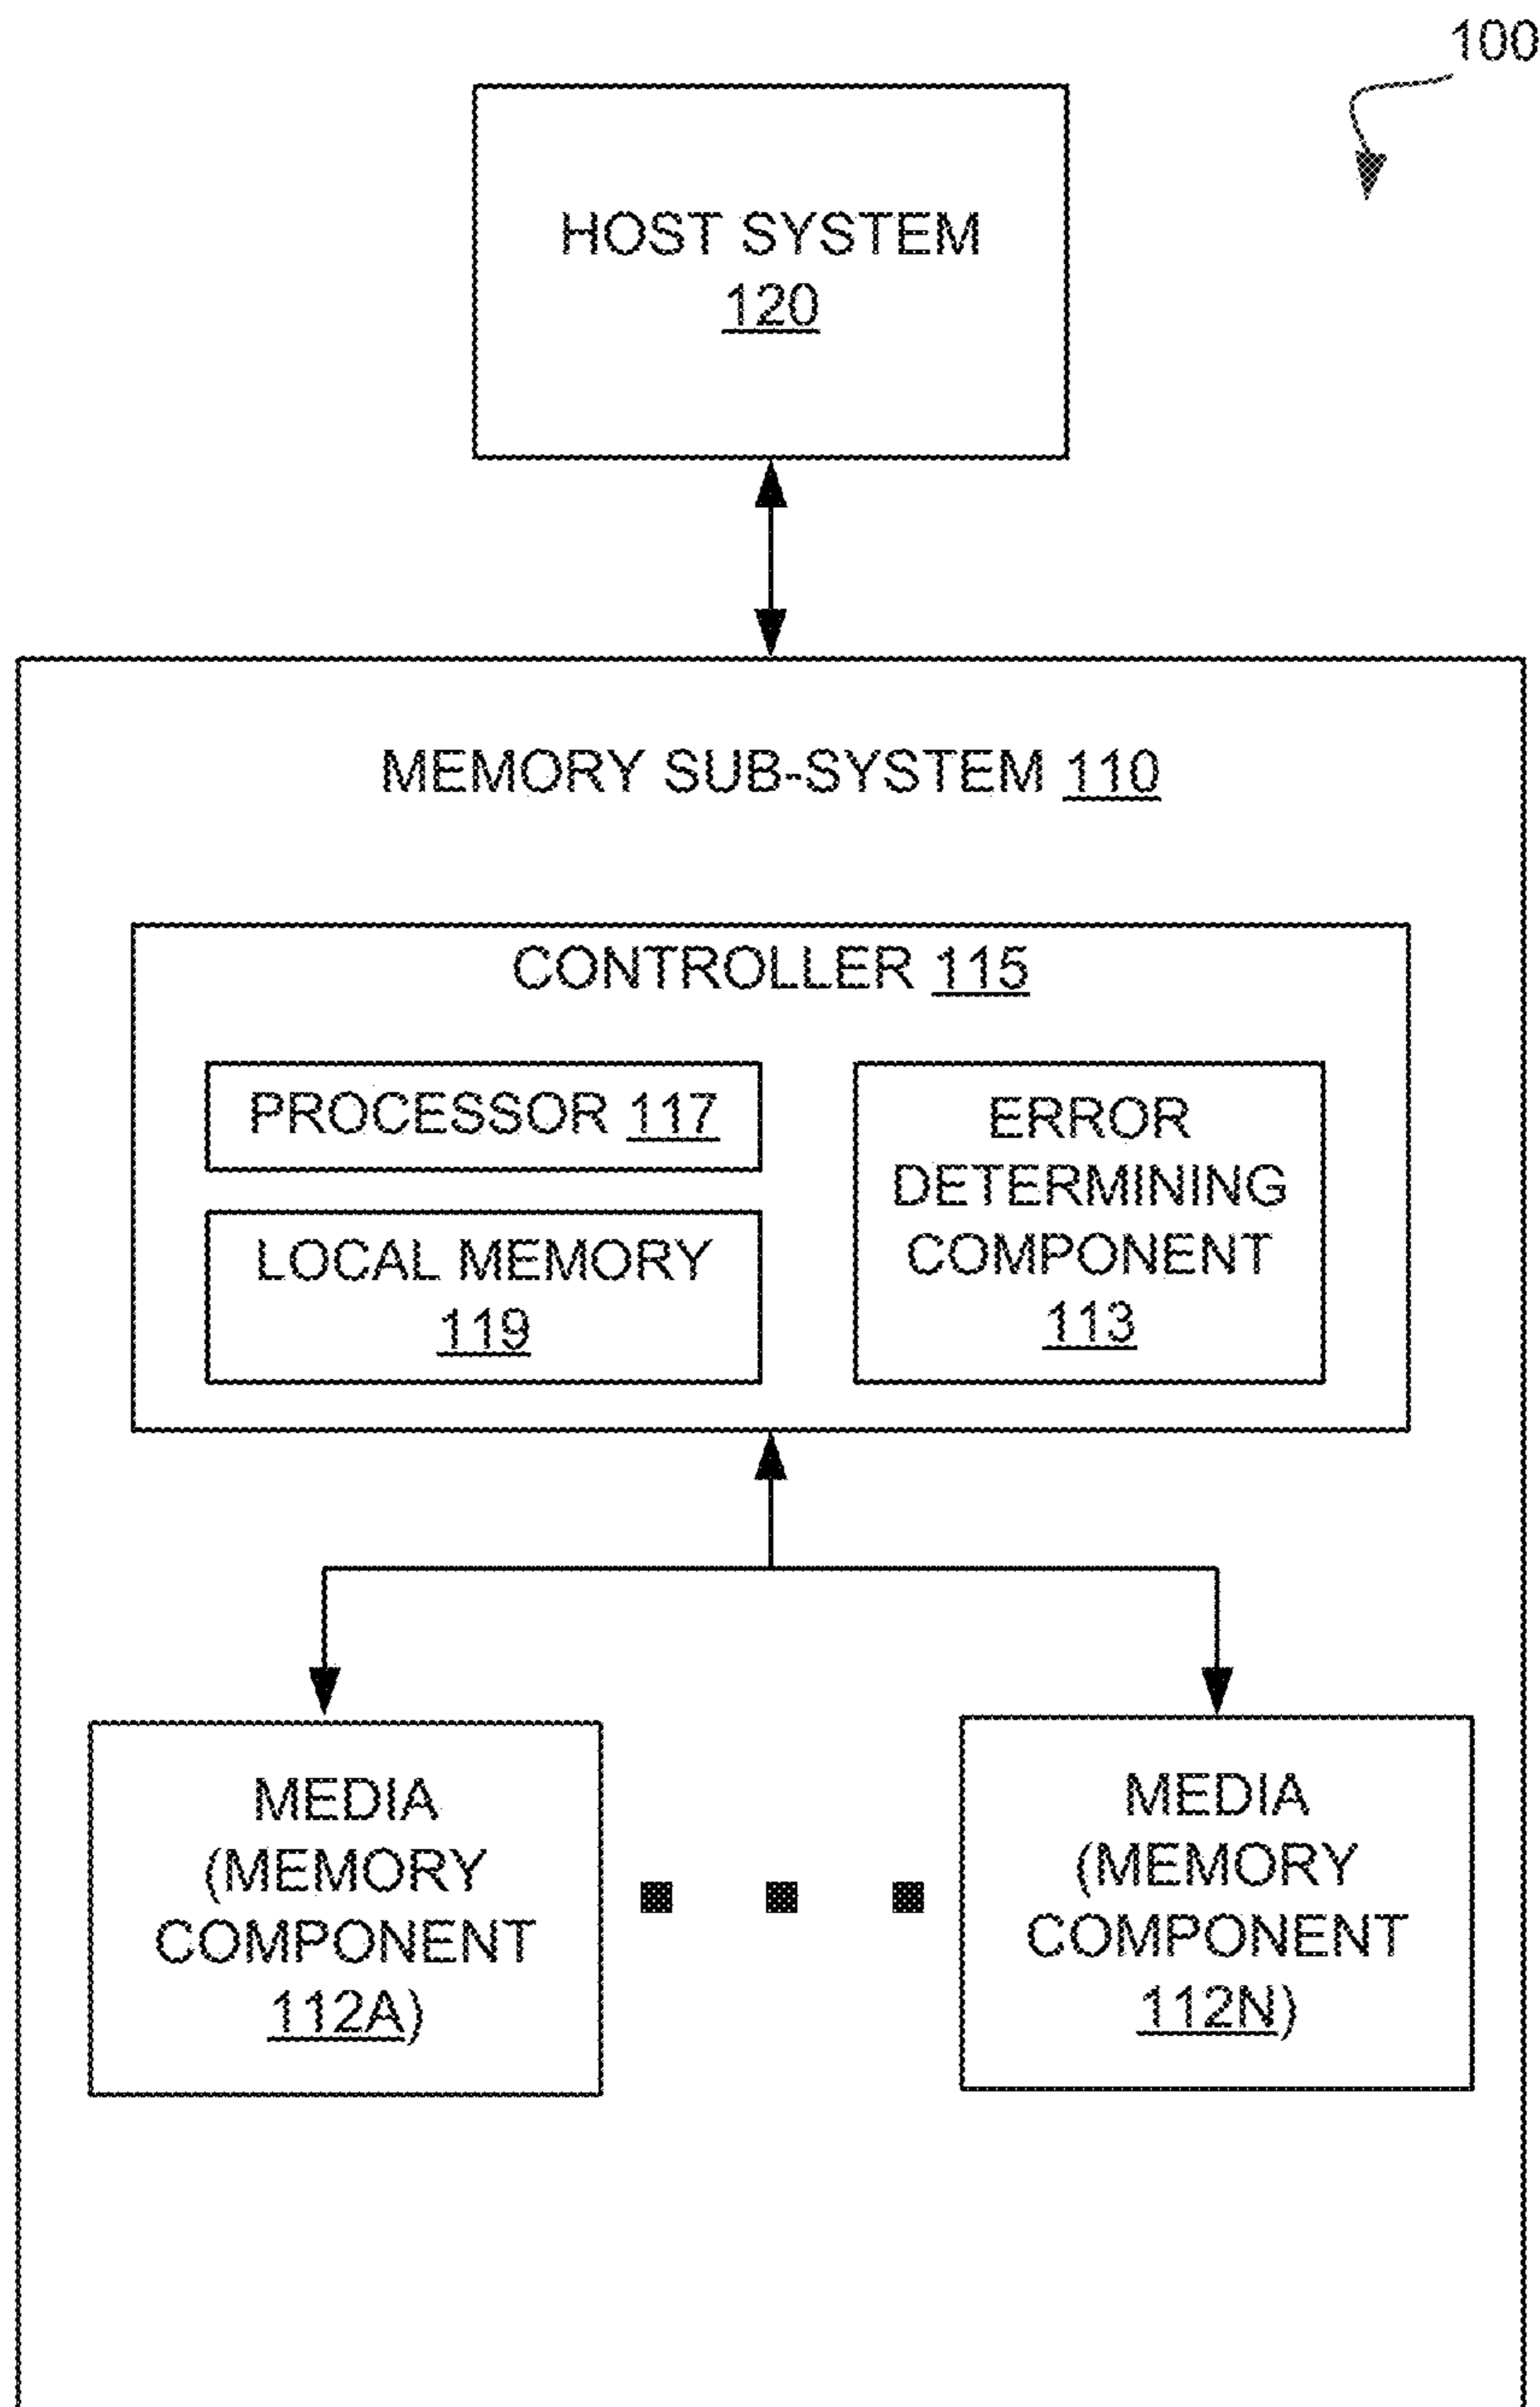 100
HOST SYSTEM
120
MEMORY SUB-SYSTEM 110
CONTROLLER 115
PROCESSOR 117
LOCAL MEMORY
119
ERROR
DETERMINING
COMPONENT
113
MEDIA
(MEMORY
COMPONENT
112A)
MEDIA
(MEMORY
COMPONENT
112N)